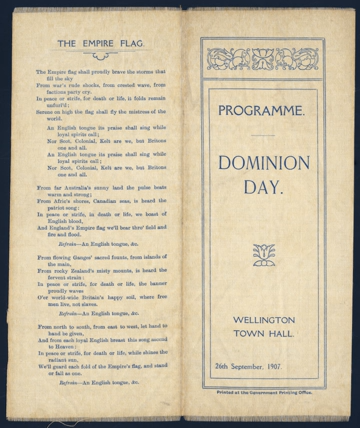 THE EMPIRE FLAG
The Empire flag shall proudly brave the storms that
fill the sky
From war's rude shocks, from crested wave, from
factions party cry.
In peace or strife, for death or life, it folds remain
unfurl'd;
Serene on high the flag shall fly the mistress of the
world.
An English tongue its praise shall sing while
loyal spirits call;
Nor Scot, Colonial, Kelt are we, but Britons
one and all.
An English tongue its praise shall sing while
loyal spirits call;
Nor Scot, Colonial, Kelt are we, but Britons
one and all.
From far Australia's sunny land the pulse beats
warm and strong;
From Afric's shores, Canadian seas, is heard the
patriot song:
In peace or strife, in death or life, we boast of
English blood,
And England's Empire flag we'll bear thro' field and
fire and flood.
Refrain—An English tongue, &c.
From flowing Ganges' sacred founts, from islands of
the main,
From rocky Zealand's misty mounts, is heard the
fervent strain:
In peace or strife, for death or life, the banner
proudly waves
O'er world-wide Britain's happy soil, where free
men live, not slaves.
Refrain—An English tongue, &c.
From north to south, from east to west, let hand to
hand be given,
And from each loyal English breast this song ascend
to Heaven:
In peace or strife, for death or life, while shines the
radiant sun,
We'll guard each fold of the Empire's flag, and stand
or fall as one.
Refrain—An English tongue, &c.
PROGRAMME.
DOMINION
DAY.
WELLINGTON
TOWN HALL.
26th September, 1907.
Printed at the Government Printing Office.